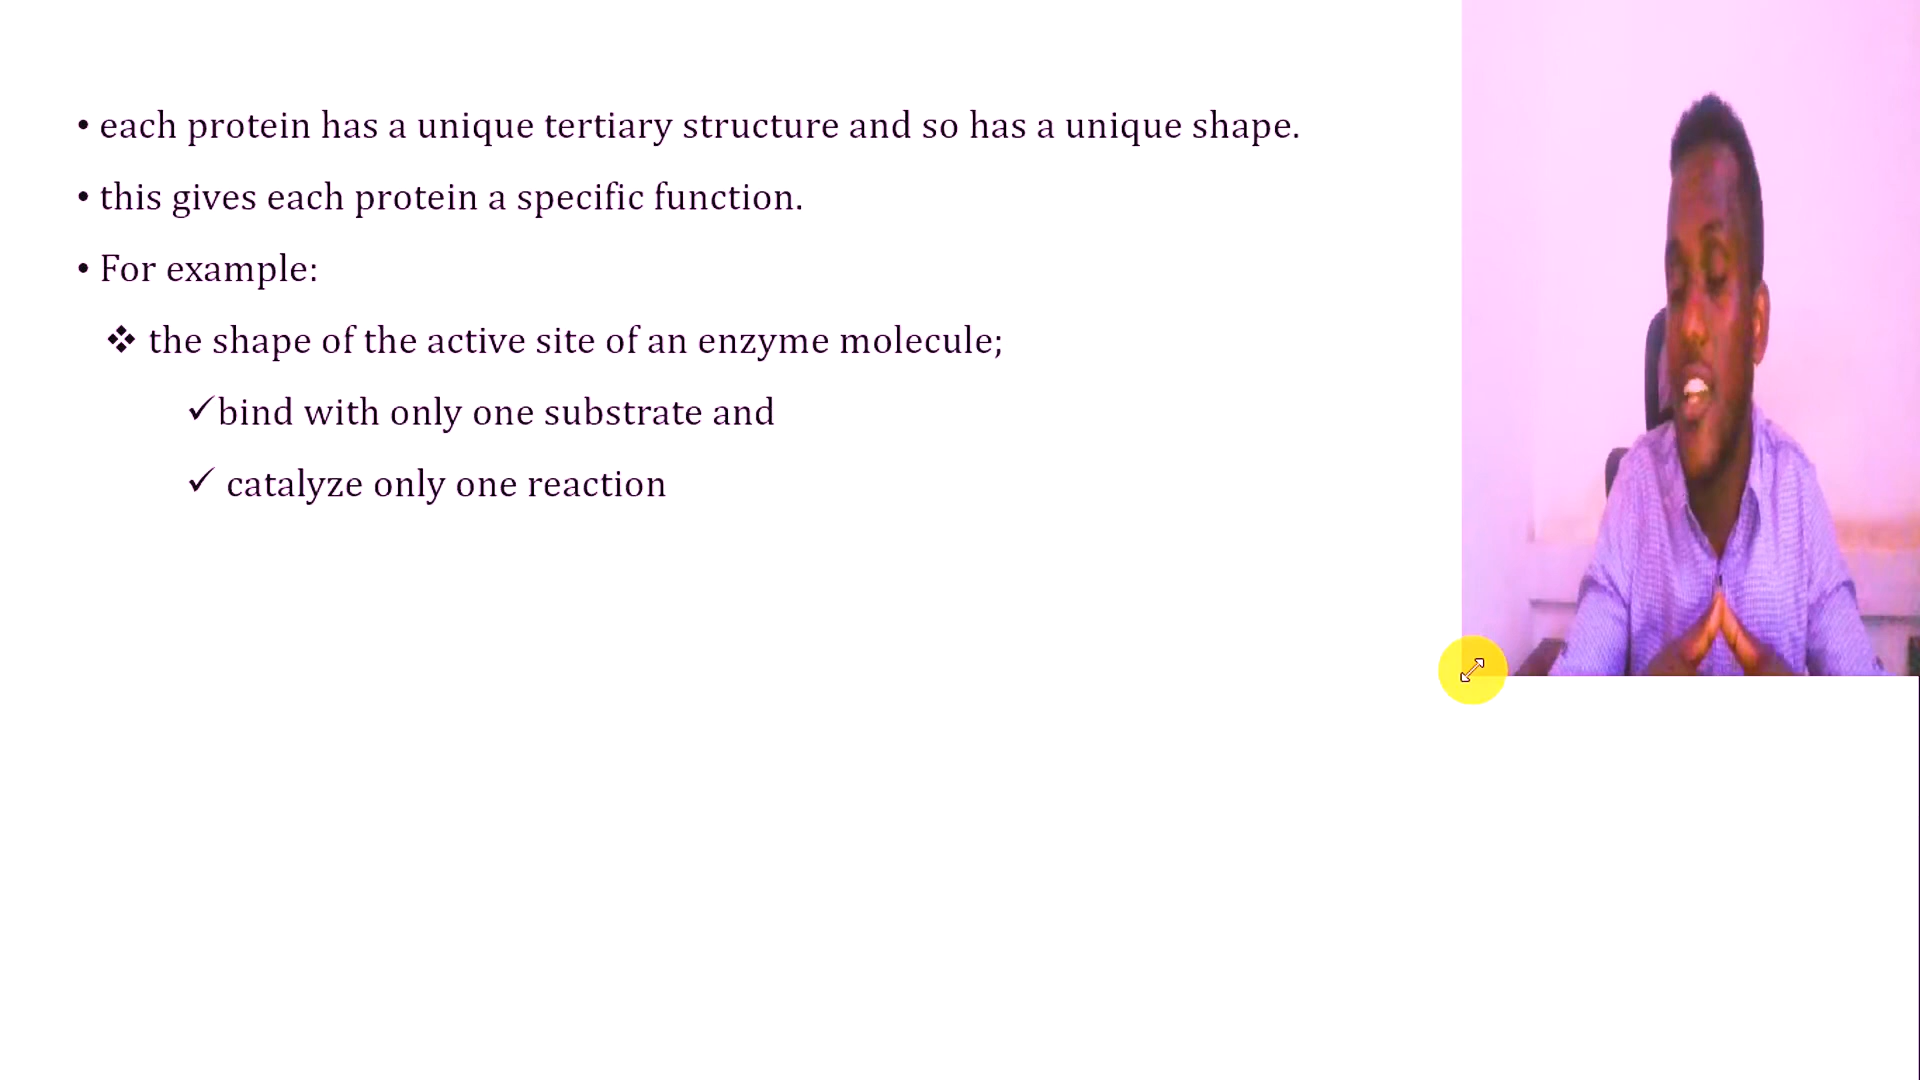 • each protein has a unique tertiary structure and so has a unique shape.
• this gives each protein a specific function.
• For example:
❖ the shape of the active site of an enzyme molecule;
✓bind with only one substrate and
✓ catalyze only one reaction